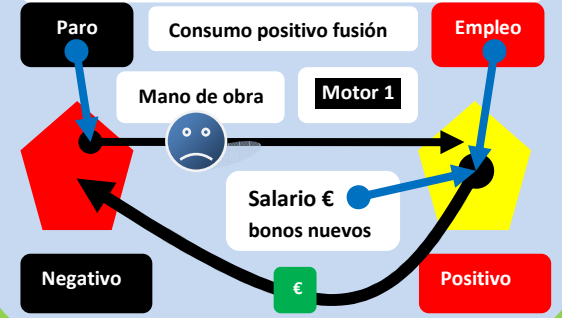 Paro
Consumo positivo fusión
Empleo
Mano de obra
Motor 1
Salario €
bonos nuevos
Negativo
€
Positivo